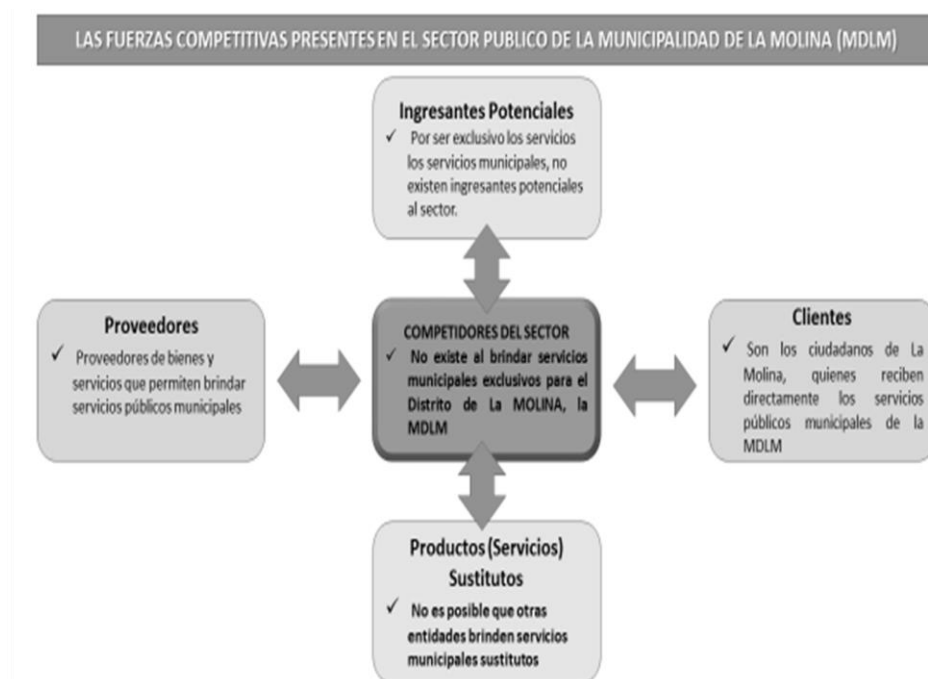 LAS FUERZAS COMPETITIVAS PRESENTES EN EL SECTOR PUBLICO DE LA MUNICIPALIDAD DE LA MOLINA (MDLM)
Ingresantes Potenciales
✓ Por ser exclusivo los servicios
los servicios municipales, no
existen ingresantes potenciales
al sector.
Proveedores
✓ Proveedores de bienes y
servicios que permiten brindar
servicios públicos municipales
COMPETIDORES DEL SECTOR
✓ No existe al brindar servicios
municipales exclusivos para el
Distrito de La MOLINA, la
MDLM
Clientes
✓ Son los ciudadanos de La
Molina, quienes reciben
directamente los servicios
públicos municipales de la
MDLM
Productos (Servicios)
Sustitutos
✓ No es posible que otras
entidades brinden servicios
municipales sustitutos